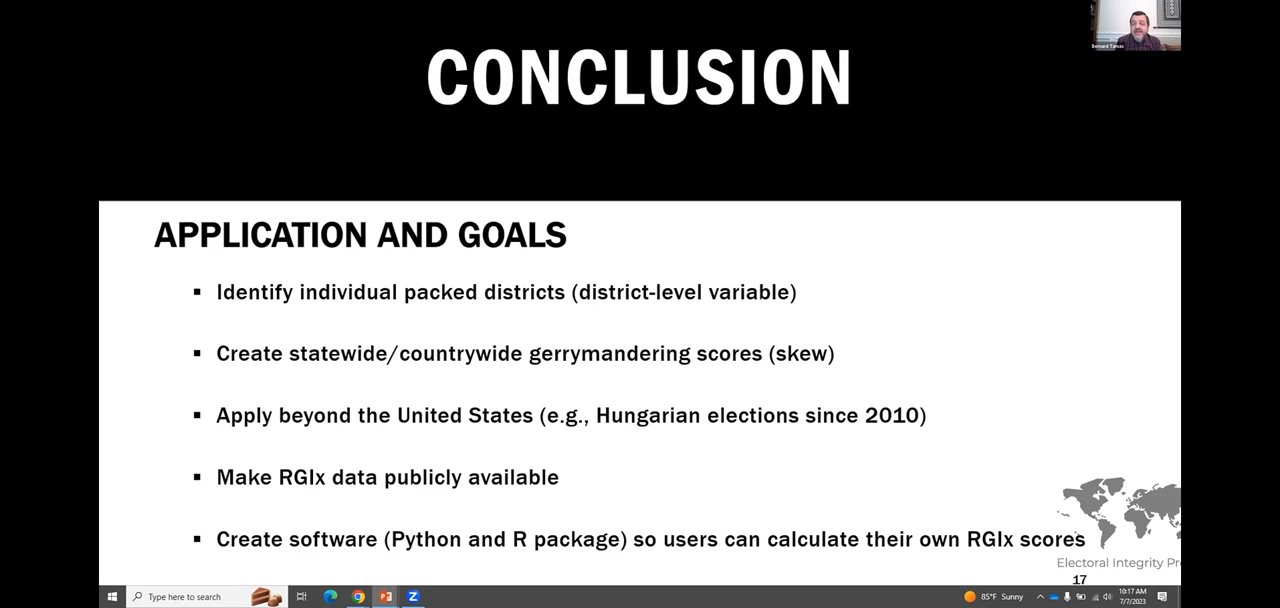 CONCLUSION
Bernard Tamas
APPLICATION AND GOALS
▪ Identify individual packed districts (district-level variable)
▪ Create statewide/countrywide gerrymandering scores (skew)
▪ Apply beyond the United States (e.g., Hungarian elections since 2010)
▪ Make RGIx data publicly available
▪ Create software (Python and R package) so users can calculate their own RGIx scores
Electoral Integrity Pr
17
Type here to search
85°F Sunny
10:17 AM
7/7/2023